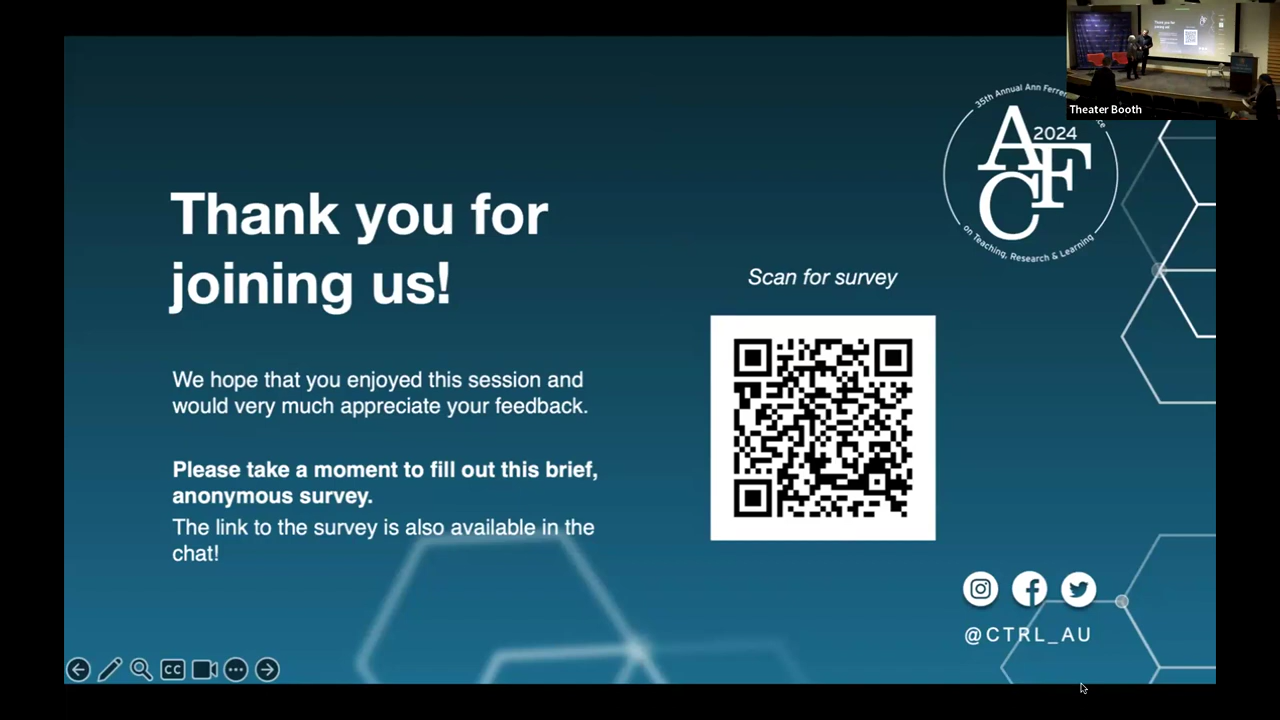 Theater Booth
35th Annual Ann Ferre
2024
AFC
on Teaching, Research & Learning
Thank you for
joining us!
Scan for survey
We hope that you enjoyed this session and
would very much appreciate your feedback.
Please take a moment to fill out this brief,
anonymous survey.
The link to the survey is also available in the
chat!
CC
@CTRL_AU